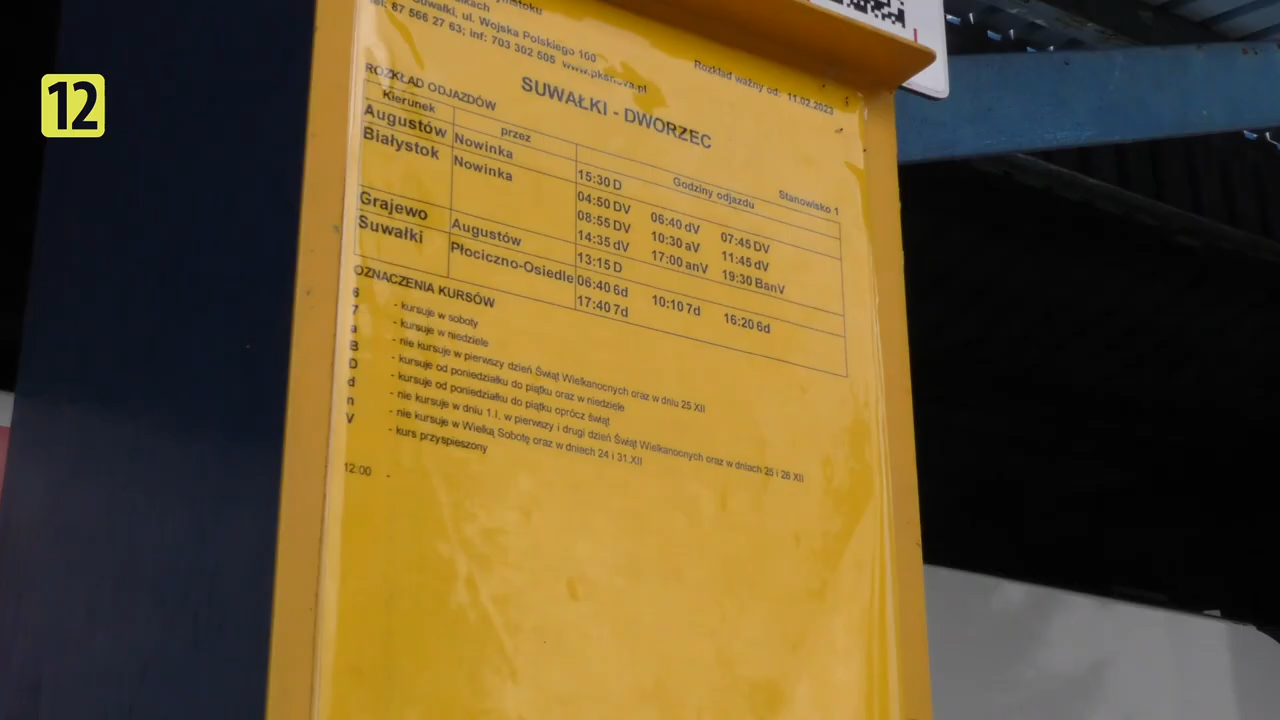 12
Suwałki, ul. Wojska Polskiego 100
tel: 87 566 27 63; inf: 703 302 505 www.pksnova.pl
Rozkład ważny od: 11.02.2023
SUWAŁKI - DWORZEC
ROZKŁAD ODJAZDÓW
Kierunek przez Godziny odjazdu Stanowisko 1
Augustów Nowinka 15:30 D
Białystok Nowinka 04:50 DV 06:40 dV 07:45 DV
08:55 DV 10:30 aV 11:45 dV
14:35 dV 17:00 anV 19:30 BanV
Grajewo Augustów 13:15 D
Suwałki Płociczno-Osiedle 06:40 6d 10:10 7d 16:20 6d
17:40 7d
OZNACZENIA KURSÓW
6 - kursuje w soboty
7 - kursuje w niedziele
a - nie kursuje w pierwszy dzień Świąt Wielkanocnych oraz w dniu 25 XII
B - kursuje od poniedziałku do piątku oraz w niedziele
D - kursuje od poniedziałku do piątku oprócz świąt
d - nie kursuje w dniu 1.I, w pierwszy i drugi dzień Świąt Wielkanocnych oraz w dniach 25 i 26 XII
n - nie kursuje w Wielką Sobotę oraz w dniach 24 i 31.XII
V - kurs przyspieszony
12:00 -